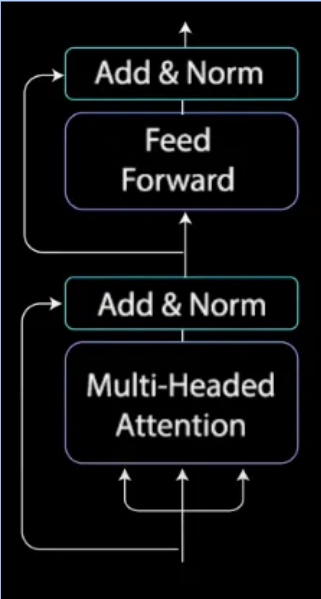 Add & Norm
Feed
Forward
Add & Norm
Multi-Headed
Attention